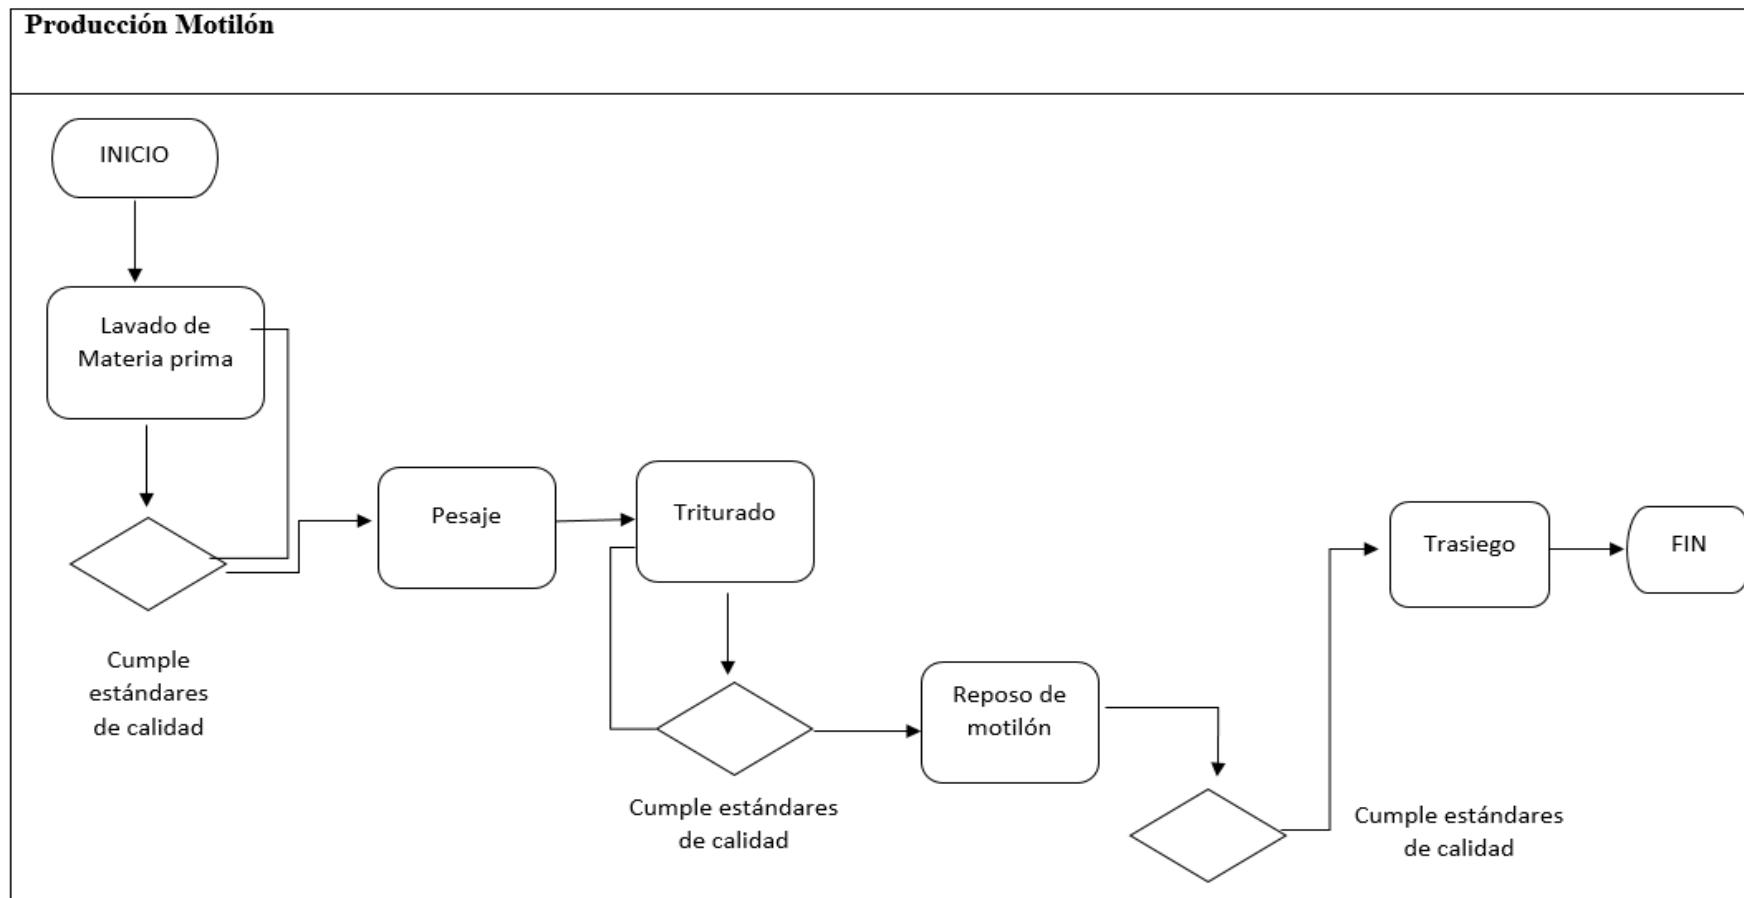 Producción Motilón
INICIO
Lavado de
Materia prima
Cumple
estándares
de calidad
Pesaje
Triturado
Cumple estándares
de calidad
Reposo de
motilón
Cumple estándares
de calidad
Trasiego
FIN